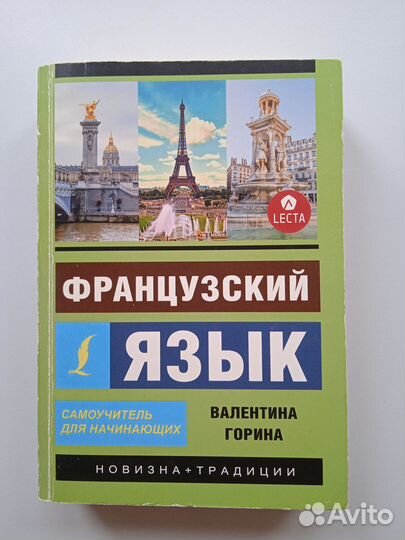 LECTA
ФРАНЦУЗСКИЙ
ЯЗЫК
САМОУЧИТЕЛЬ
ДЛЯ НАЧИНАЮЩИХ
ВАЛЕНТИНА
ГОРИНА
НОВИЗНА+ТРАДИЦИИ
Avito